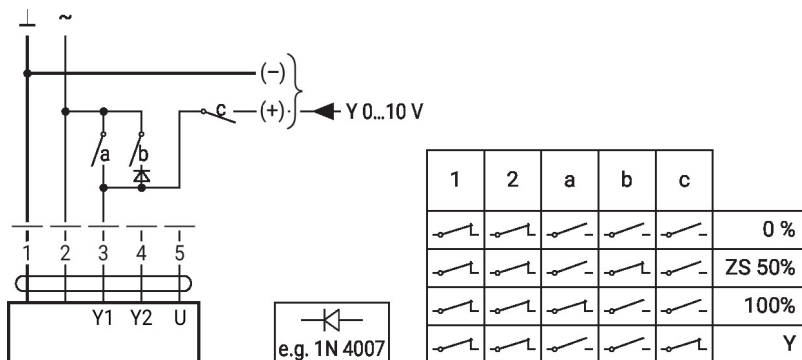 ⊥ ~
(–)
c (+) Y 0...10 V
a b
1 2 3 4 5
Y1 Y2 U
e.g. 1N 4007
1 2 a b c
0 %
ZS 50%
100%
Y